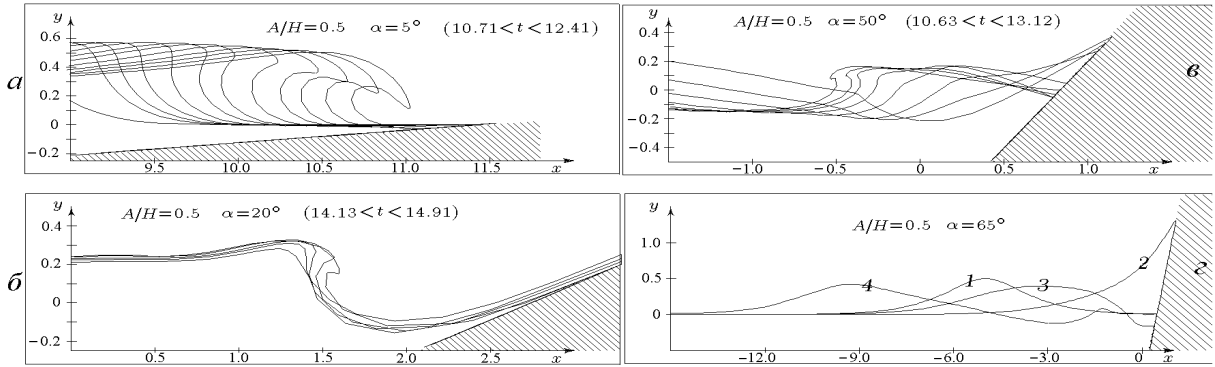 y
A/H=0.5 α=5° (10.71<t<12.41)
0.6
0.4
0.2
0
−0.2
9.5 10.0 10.5 11.0 11.5 x
а
y
A/H=0.5 α=50° (10.63<t<13.12)
0.4
0.2
0
−0.2
−0.4
−1.0 −0.5 0 0.5 1.0 x
в
y
A/H=0.5 α=20° (14.13<t<14.91)
0.4
0.2
0
−0.2
0.5 1.0 1.5 2.0 2.5 x
б
y
A/H=0.5 α=65°
1.0
0.5
0
4 1 3 2
−12.0 −9.0 −6.0 −3.0 0 x
г